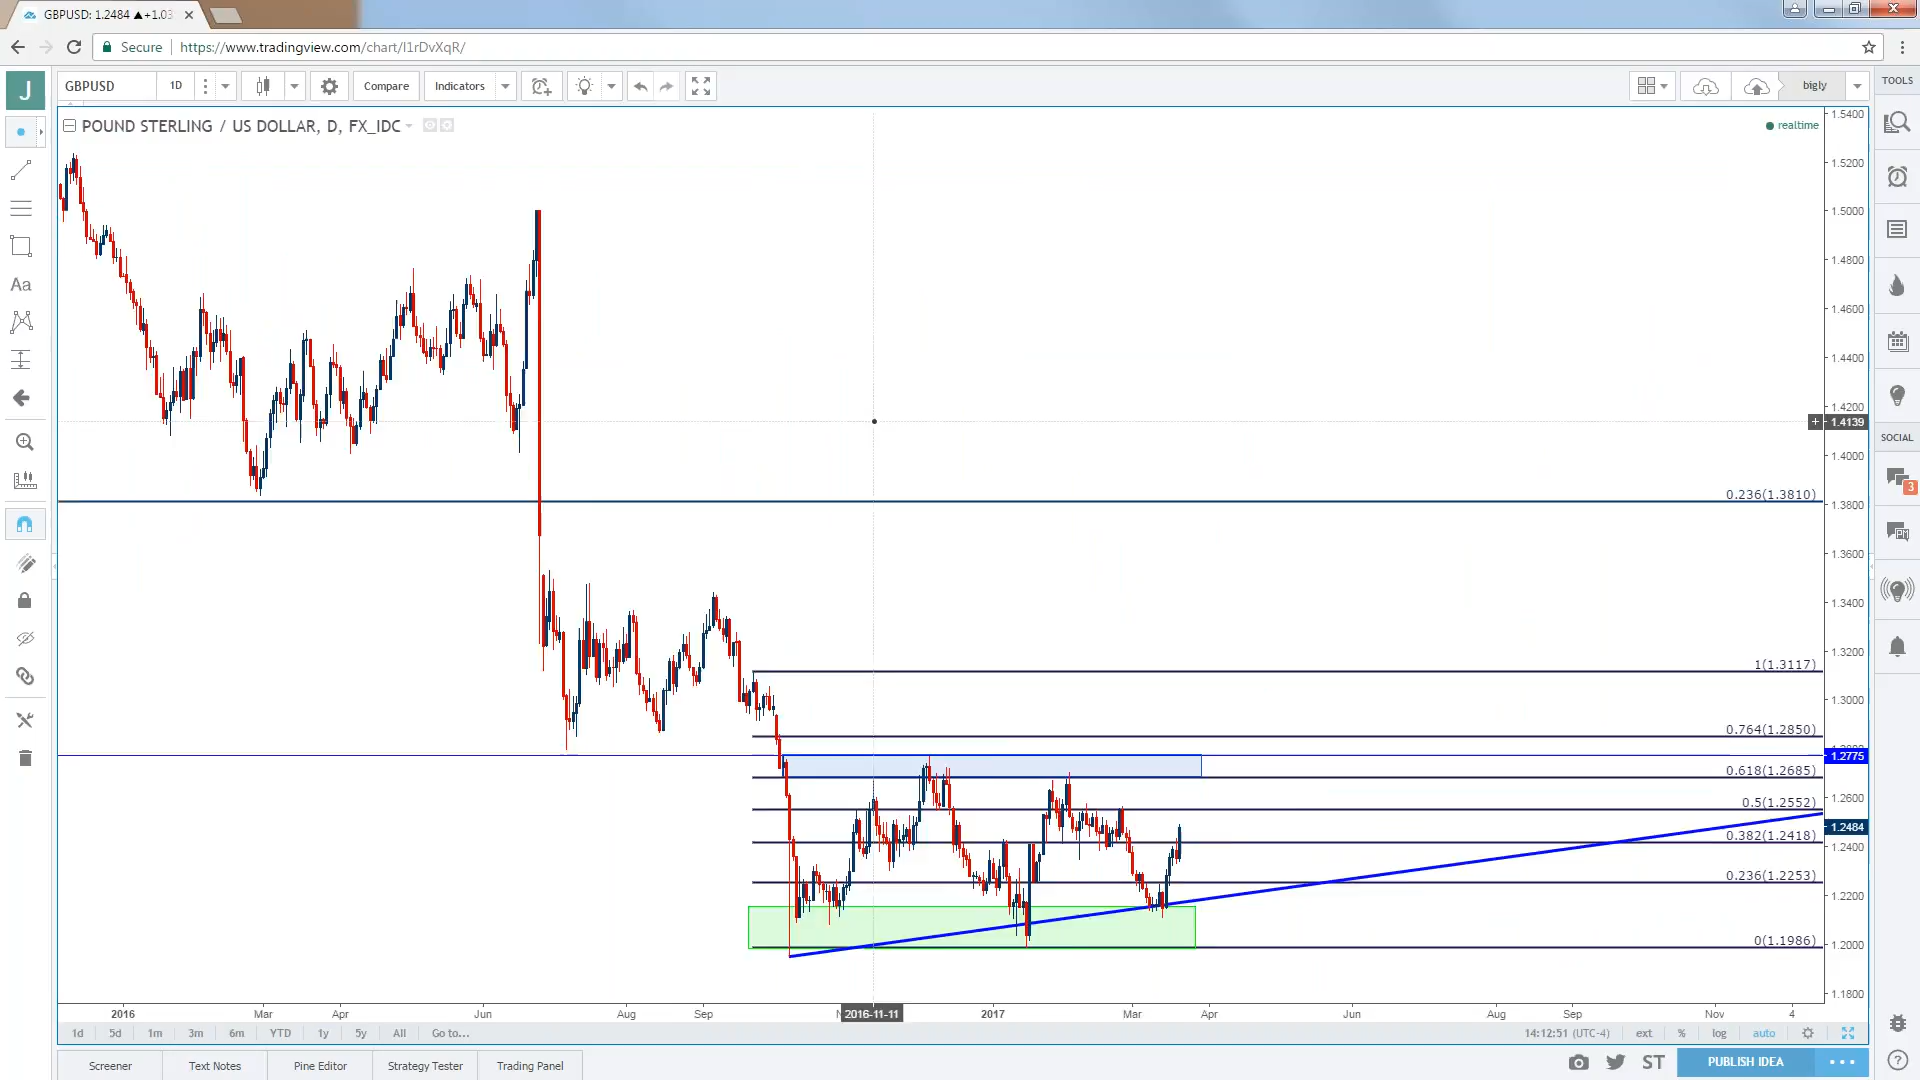 GBPUSD: 1.2484 ▲+1.03
Secure
https://www.tradingview.com/chart/I1rDvXqR/
J
GBPUSD
1D
Compare
Indicators
bigly
TOOLS
POUND STERLING / US DOLLAR, D, FX_IDC
realtime
1.5400
1.5200
1.5000
1.4800
1.4600
1.4400
1.4200
1.4139
1.4000
0.236(1.3810)
1.3800
1.3600
1.3400
1.3200
1(1.3117)
1.3000
0.764(1.2850)
1.2775
0.618(1.2685)
1.2600
0.5(1.2552)
1.2484
0.382(1.2418)
1.2400
0.236(1.2253)
1.2200
0(1.1986)
1.2000
1.1800
Aa
SOCIAL
3
2016
Mar
Apr
Jun
Aug
Sep
2016-11-11
2017
Mar
Apr
Jun
Aug
Sep
Nov
4
1d
5d
1m
3m
6m
YTD
1y
5y
All
Go to...
14:12:51 (UTC-4)
ext
%
log
auto
Screener
Text Notes
Pine Editor
Strategy Tester
Trading Panel
ST
PUBLISH IDEA